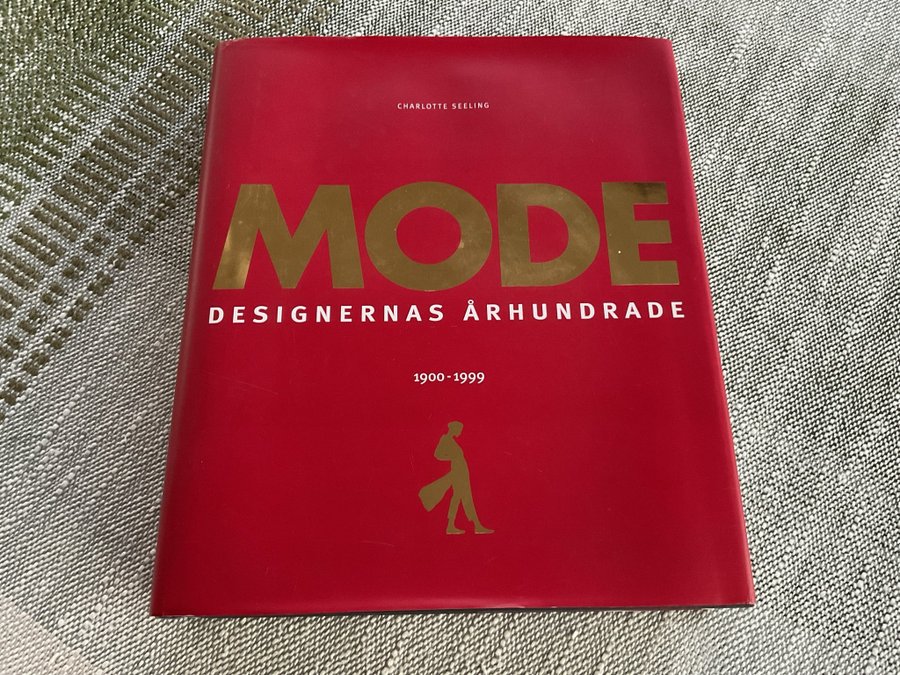 CHARLOTTE SEELING
MODE
DESIGNERNAS ÅRHUNDRADE
1900-1999